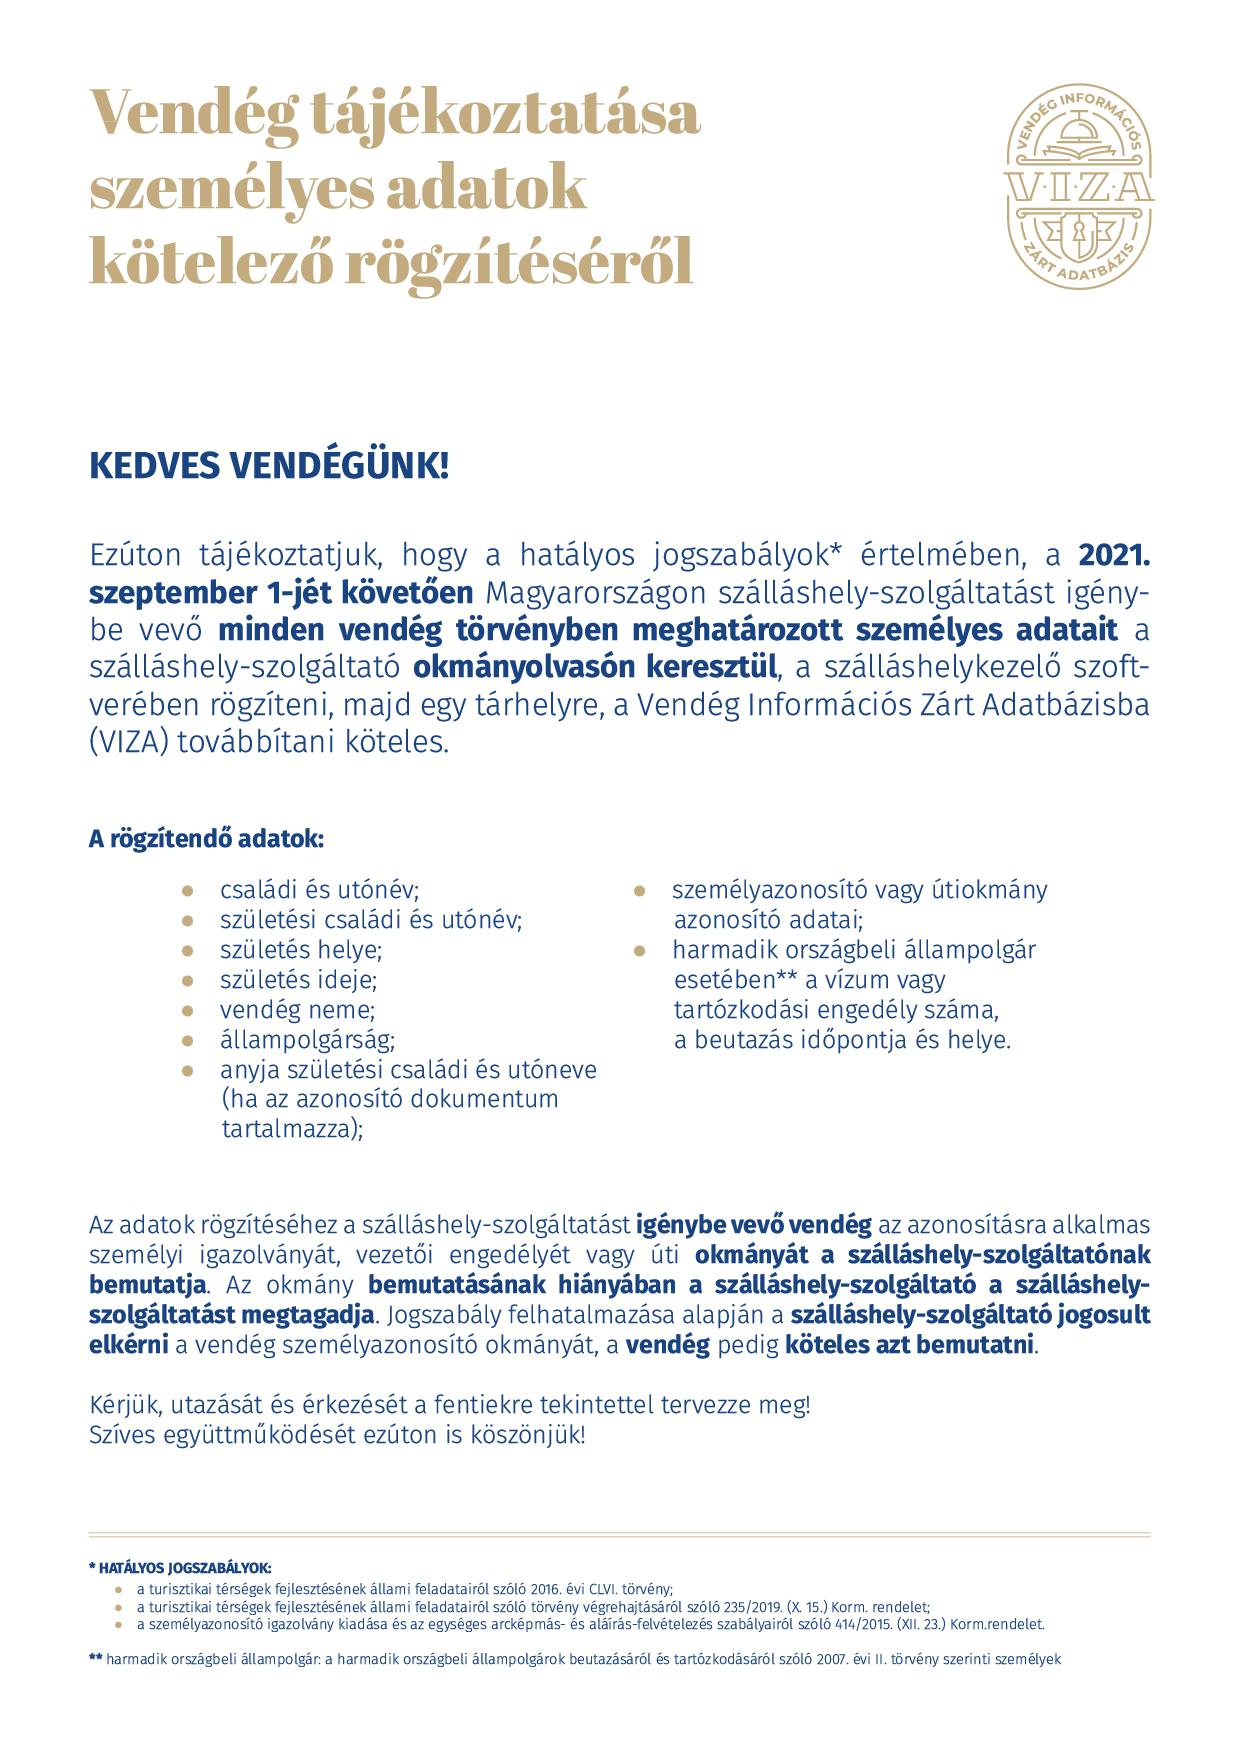 Vendég tájékoztatása
személyes adatok
kötelező rögzítéséről
VENDÉG INFORMÁCIÓS
V·I·Z·A
ZÁRT ADATBÁZIS
KEDVES VENDÉGÜNK!
Ezúton tájékoztatjuk, hogy a hatályos jogszabályok* értelmében, a 2021.
szeptember 1-jét követően Magyarországon szálláshely-szolgáltatást igény-
be vevő minden vendég törvényben meghatározott személyes adatait a
szálláshely-szolgáltató okmányolvasón keresztül, a szálláshelykezelő szoft-
verében rögzíteni, majd egy tárhelyre, a Vendég Információs Zárt Adatbázisba
(VIZA) továbbítani köteles.
A rögzítendő adatok:
● családi és utónév;
● születési családi és utónév;
● születés helye;
● születés ideje;
● vendég neme;
● állampolgárság;
● anyja születési családi és utóneve
(ha az azonosító dokumentum
tartalmazza);
● személyazonosító vagy útiokmány
azonosító adatai;
● harmadik országbeli állampolgár
esetében** a vízum vagy
tartózkodási engedély száma,
a beutazás időpontja és helye.
Az adatok rögzítéséhez a szálláshely-szolgáltatást igénybe vevő vendég az azonosításra alkalmas
személyi igazolványát, vezetői engedélyét vagy úti okmányát a szálláshely-szolgáltatónak
bemutatja. Az okmány bemutatásának hiányában a szálláshely-szolgáltató a szálláshely-
szolgáltatást megtagadja. Jogszabály felhatalmazása alapján a szálláshely-szolgáltató jogosult
elkérni a vendég személyazonosító okmányát, a vendég pedig köteles azt bemutatni.
Kérjük, utazását és érkezését a fentiekre tekintettel tervezze meg!
Szíves együttműködését ezúton is köszönjük!
* HATÁLYOS JOGSZABÁLYOK:
● a turisztikai térségek fejlesztésének állami feladatairól szóló 2016. évi CLVI. törvény;
● a turisztikai térségek fejlesztésének állami feladatairól szóló törvény végrehajtásáról szóló 235/2019. (X. 15.) Korm. rendelet;
● a személyazonosító igazolvány kiadása és az egységes arcképmás- és aláírás-felvételezés szabályairól szóló 414/2015. (XII. 23.) Korm.rendelet.
** harmadik országbeli állampolgár: a harmadik országbeli állampolgárok beutazásáról és tartózkodásáról szóló 2007. évi II. törvény szerinti személyek